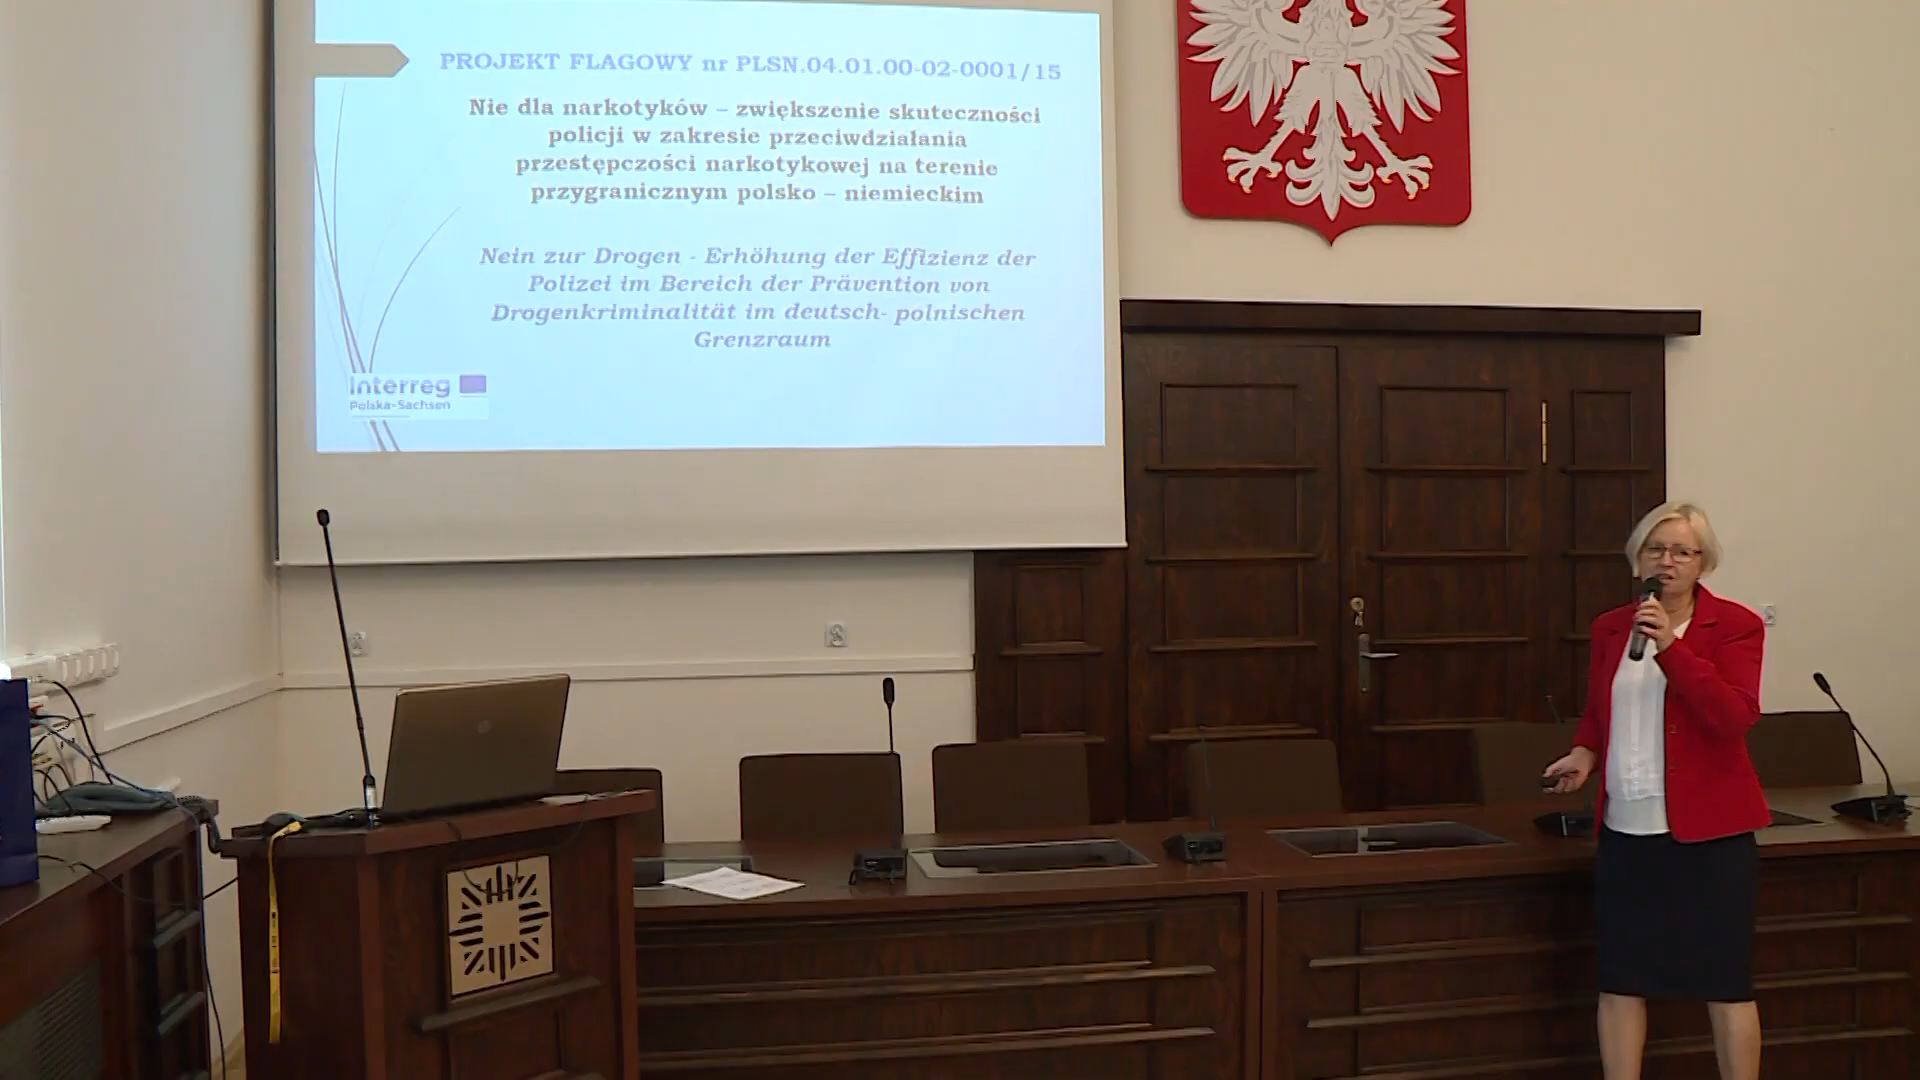 PROJEKT FLAGOWY nr PLSN.04.01.00-02-0001/15
Nie dla narkotyków – zwiększenie skuteczności
policji w zakresie przeciwdziałania
przestępczości narkotykowej na terenie
przygranicznym polsko – niemieckim
Nein zur Drogen - Erhöhung der Effizienz der
Polizei im Bereich der Prävention von
Drogenkriminalität im deutsch- polnischen
Grenzraum
Interreg
Polska-Sachsen